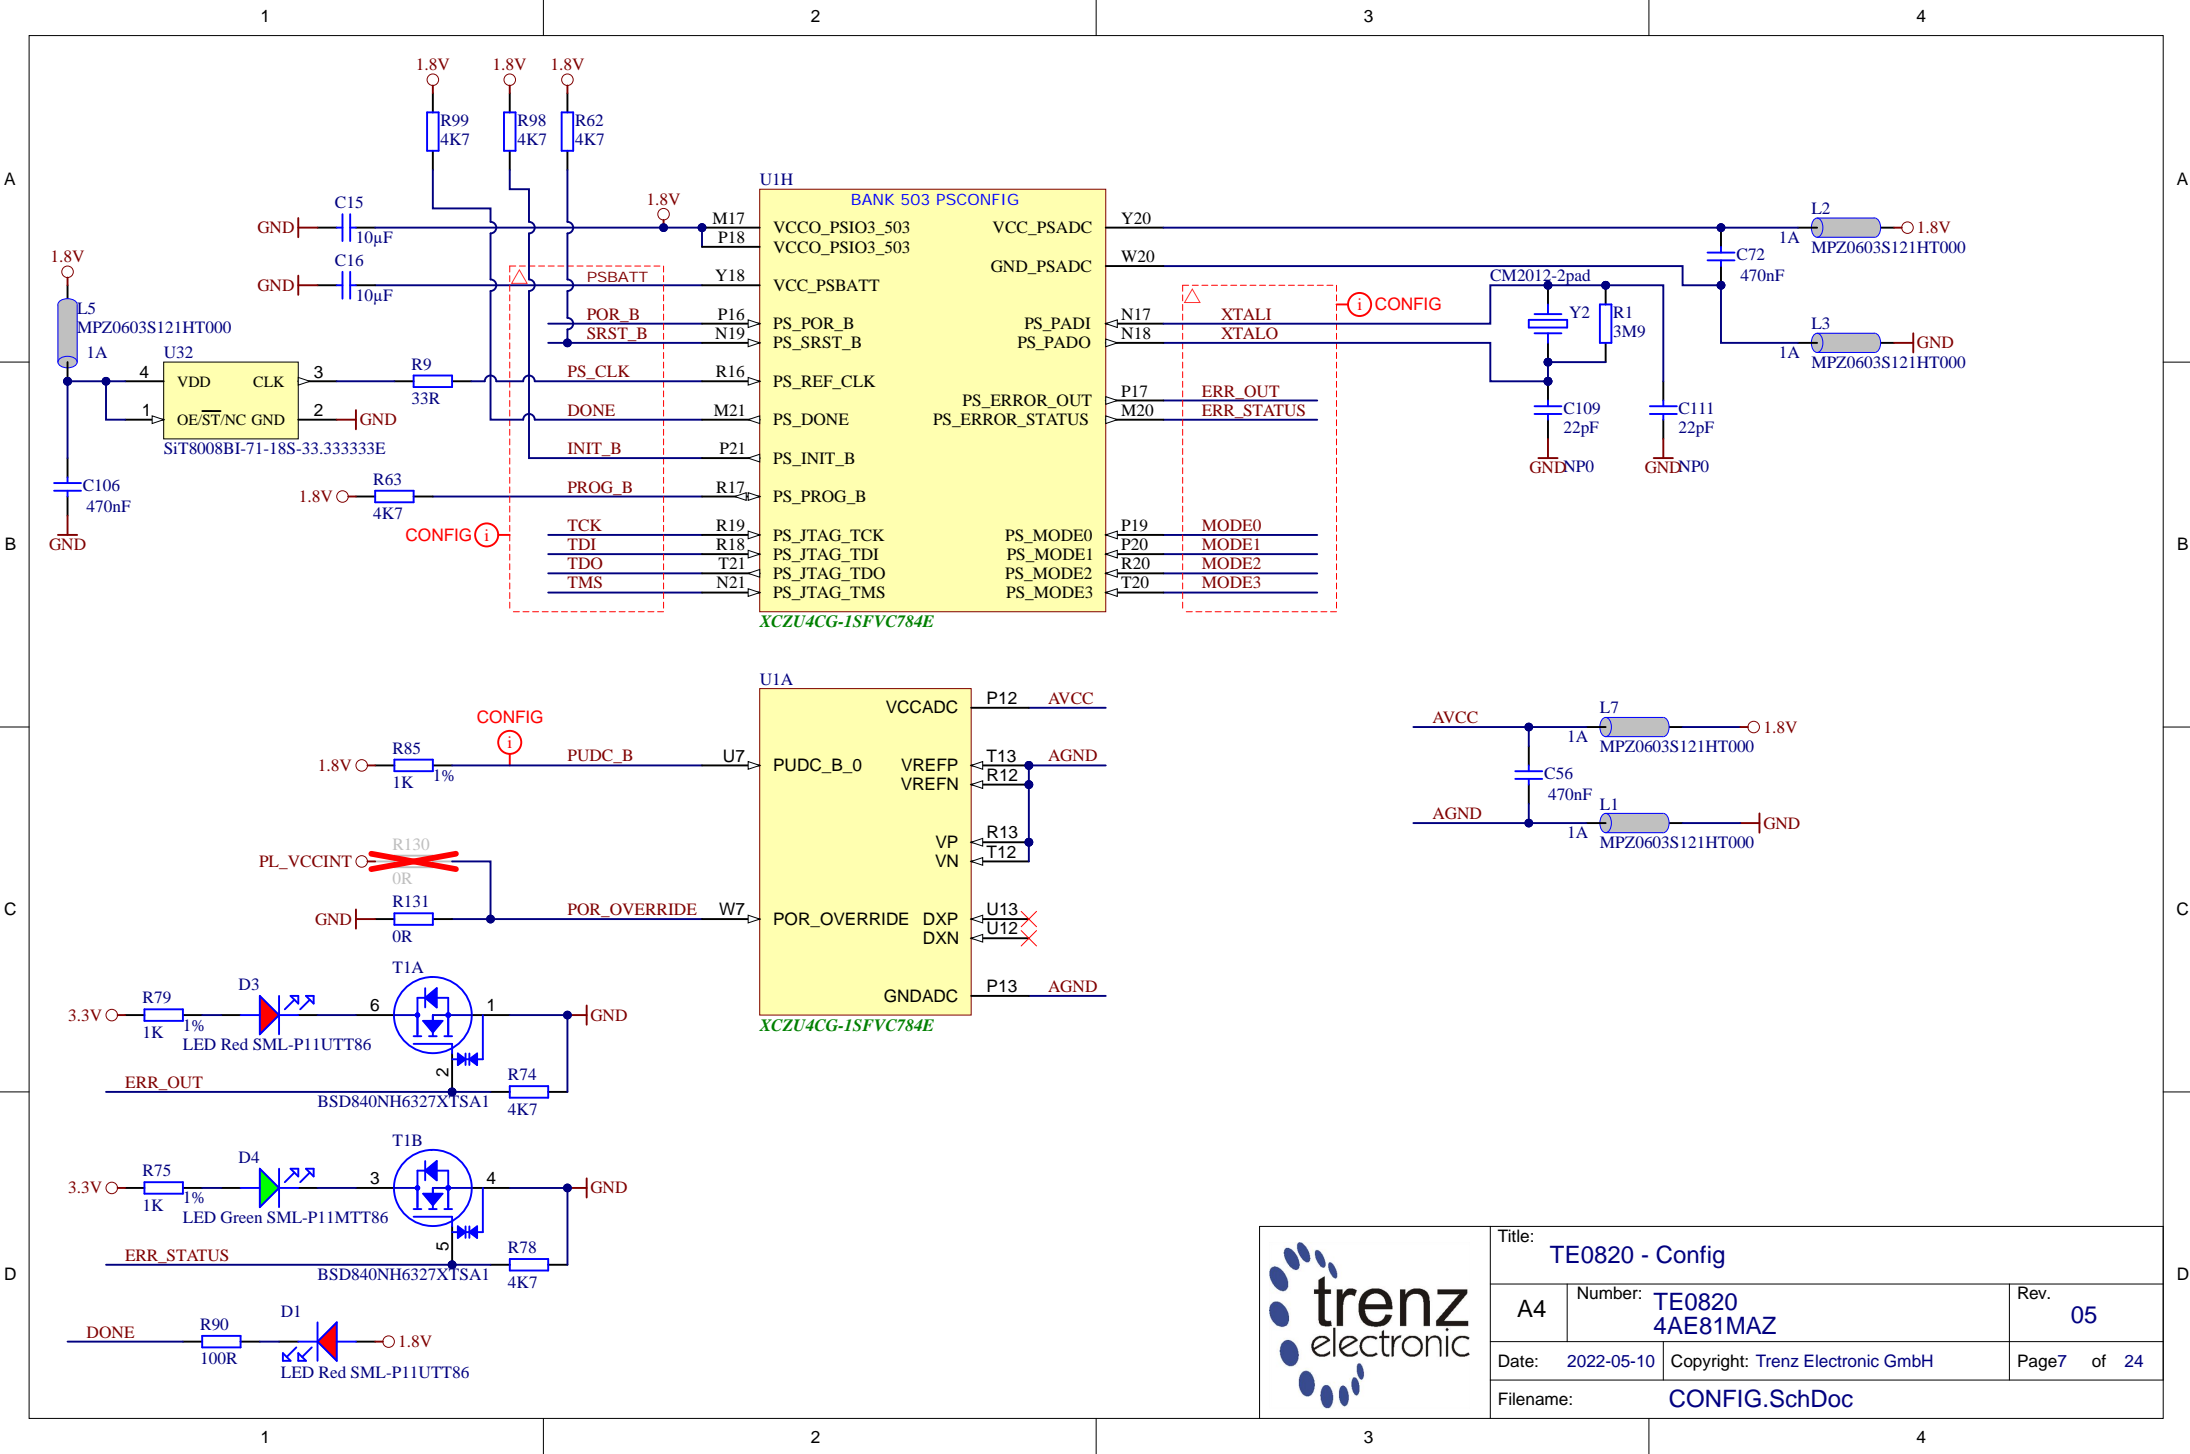 1 2 3 4
A A
B B
C C
D D
1.8V 1.8V 1.8V
R99 4K7
R98 4K7
R62 4K7
C15
GND 10µF
1.8V
C16
GND 10µF
1.8V
L5
MPZ0603S121HT000
1A
U32
4 VDD CLK 3
1 OE/ST/NC GND 2 GND
SiT8008BI-71-18S-33.333333E
C106
470nF
GND
R9
33R
1.8V R63
4K7
CONFIG i
PSBATT
POR_B
SRST_B
PS_CLK
DONE
INIT_B
PROG_B
TCK
TDI
TDO
TMS
U1H
BANK 503 PSCONFIG
M17 VCCO_PSIO3_503
P18 VCCO_PSIO3_503
Y18 VCC_PSBATT
P16 PS_POR_B
N19 PS_SRST_B
R16 PS_REF_CLK
M21 PS_DONE
P21 PS_INIT_B
R17 PS_PROG_B
R19 PS_JTAG_TCK
R18 PS_JTAG_TDI
T21 PS_JTAG_TDO
N21 PS_JTAG_TMS
VCC_PSADC Y20
GND_PSADC W20
PS_PADI N17 XTALI
PS_PADO N18 XTALO
PS_ERROR_OUT P17 ERR_OUT
PS_ERROR_STATUS M20 ERR_STATUS
PS_MODE0 P19 MODE0
PS_MODE1 P20 MODE1
PS_MODE2 R20 MODE2
PS_MODE3 T20 MODE3
XCZU4CG-1SFVC784E
i CONFIG
CM2012-2pad
Y2
R1
3M9
C109
22pF
GND NP0
C111
22pF
GND NP0
L2
1A 1.8V
MPZ0603S121HT000
C72
470nF
L3
1A GND
MPZ0603S121HT000
U1A
VCCADC P12 AVCC
CONFIG
i
1.8V R85 PUDC_B U7 PUDC_B_0
1K 1%
VREFP T13 AGND
VREFN R12
VP R13
VN T12
R130
PL_VCCINT
0R
R131
GND POR_OVERRIDE W7 POR_OVERRIDE
0R
DXP U13
DXN U12
GNDADC P13 AGND
XCZU4CG-1SFVC784E
AVCC L7
1A 1.8V
MPZ0603S121HT000
C56
470nF
AGND L1
1A GND
MPZ0603S121HT000
T1A
D3
3.3V R79 6 1 GND
1K 1%
LED Red SML-P11UTT86
2
R74
ERR_OUT
BSD840NH6327XTSA1 4K7
T1B
D4
3.3V R75 3 4 GND
1K 1%
LED Green SML-P11MTT86
5
R78
ERR_STATUS
BSD840NH6327XTSA1 4K7
D1
DONE R90 1.8V
100R
LED Red SML-P11UTT86
trenz
electronic
Title:
TE0820 - Config
A4 Number: TE0820
4AE81MAZ
Rev. 05
Date: 2022-05-10 Copyright: Trenz Electronic GmbH Page7 of 24
Filename: CONFIG.SchDoc
1 2 3 4